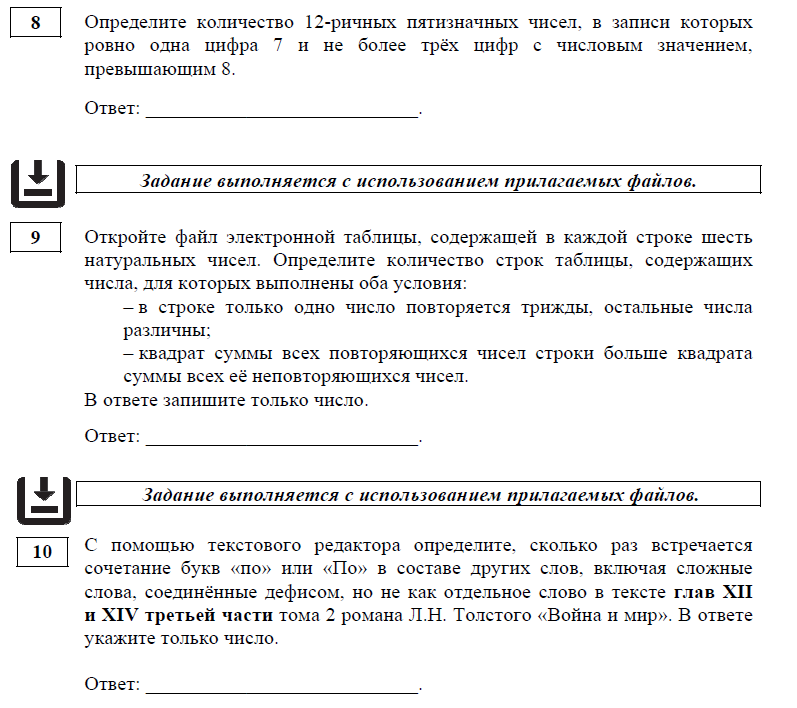 8
Определите количество 12-ричных пятизначных чисел, в записи которых
ровно одна цифра 7 и не более трёх цифр с числовым значением,
превышающим 8.
Ответ: ____________________________.
Задание выполняется с использованием прилагаемых файлов.
9
Откройте файл электронной таблицы, содержащей в каждой строке шесть
натуральных чисел. Определите количество строк таблицы, содержащих
числа, для которых выполнены оба условия:
– в строке только одно число повторяется трижды, остальные числа
различны;
– квадрат суммы всех повторяющихся чисел строки больше квадрата
суммы всех её неповторяющихся чисел.
В ответе запишите только число.
Ответ: ____________________________.
Задание выполняется с использованием прилагаемых файлов.
10
С помощью текстового редактора определите, сколько раз встречается
сочетание букв «по» или «По» в составе других слов, включая сложные
слова, соединённые дефисом, но не как отдельное слово в тексте глав XII
и XIV третьей части тома 2 романа Л.Н. Толстого «Война и мир». В ответе
укажите только число.
Ответ: ____________________________.